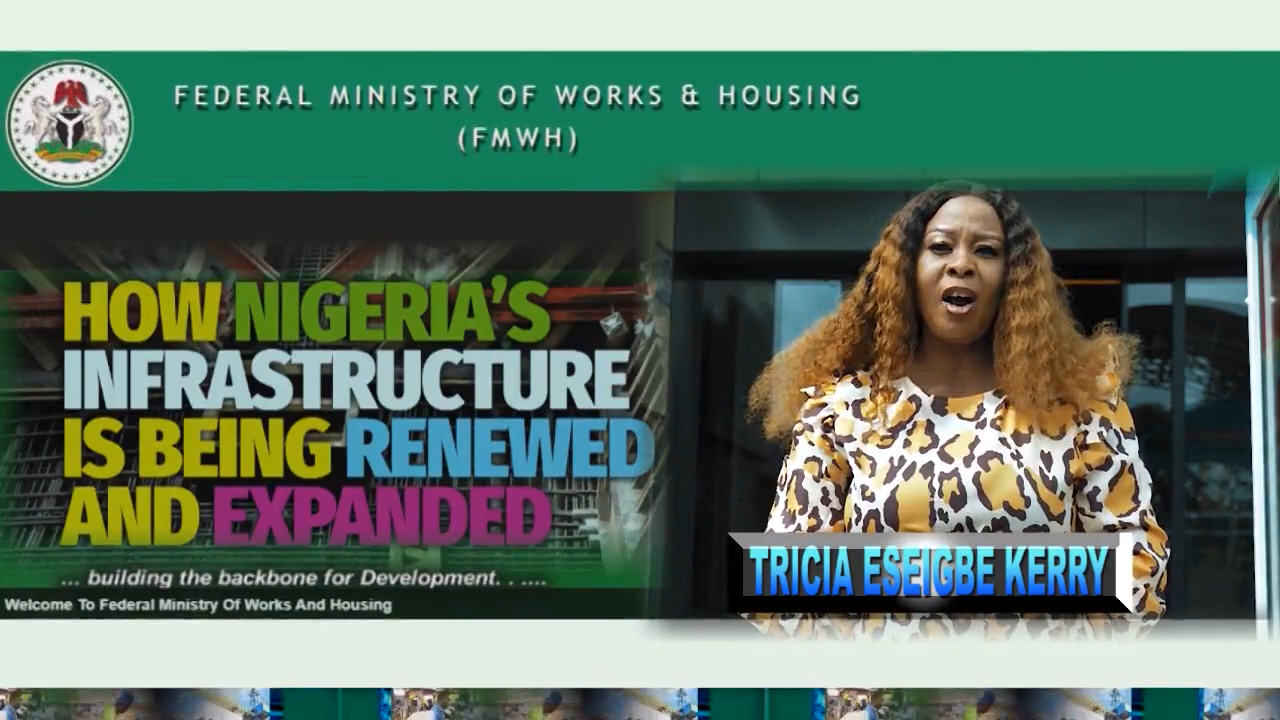 FEDERAL MINISTRY OF WORKS & HOUSING
(FMWH)
HOW NIGERIA'S
INFRASTRUCTURE
IS BEING RENEWED
AND EXPANDED
... building the backbone for Development. . ....
Welcome To Federal Ministry Of Works And Housing
TRICIA ESEIGBE KERRY